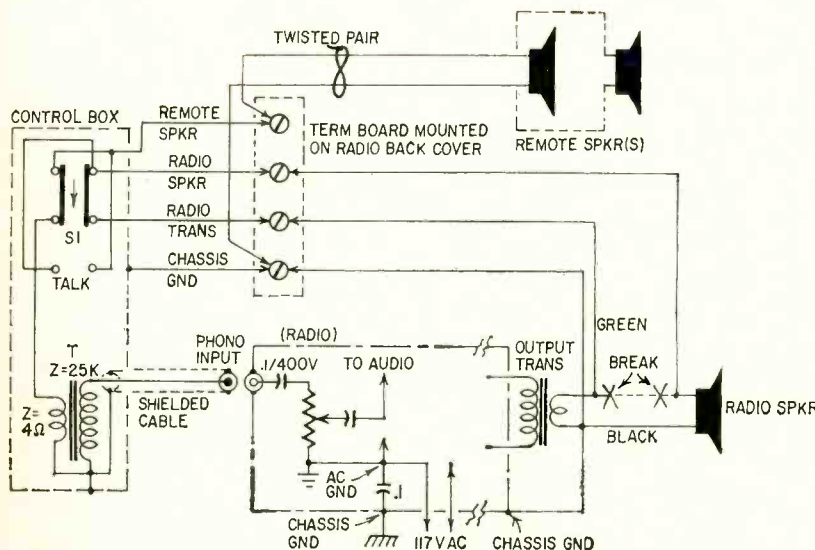 TWISTED PAIR
CONTROL BOX
REMOTE
SPKR
TERM BOARD MOUNTED
ON RADIO BACK COVER
REMOTE SPKR(S)
RADIO
SPKR
RADIO
TRANS
S1
CHASSIS
GND
TALK
GREEN
T
Z=25K
PHONO
INPUT
(RADIO)
.1/400V
TO AUDIO
OUTPUT
TRANS
BREAK
RADIO SPKR
Z=
4Ω
SHIELDED
CABLE
BLACK
AC
GND
.1
CHASSIS
GND
117 V AC
CHASSIS GND